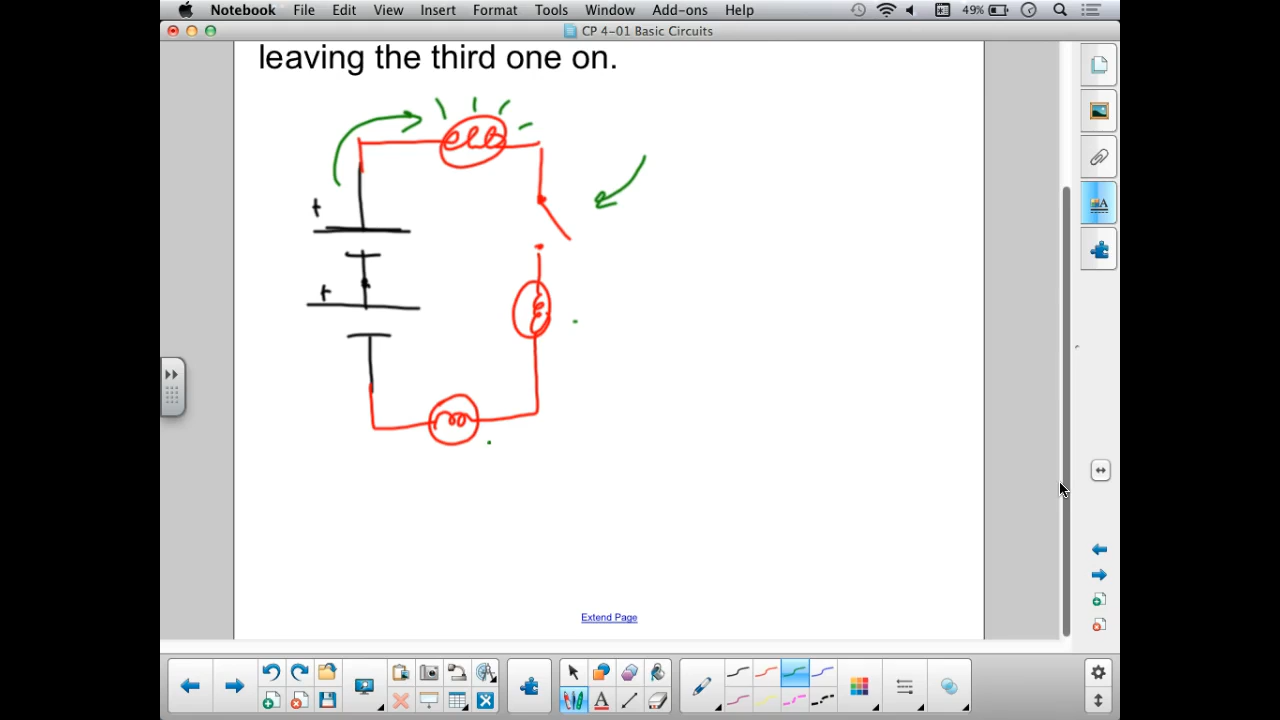 Notebook File Edit View Insert Format Tools Window Add-ons Help 49%
CP 4-01 Basic Circuits
leaving the third one on.
+
+
Extend Page
A